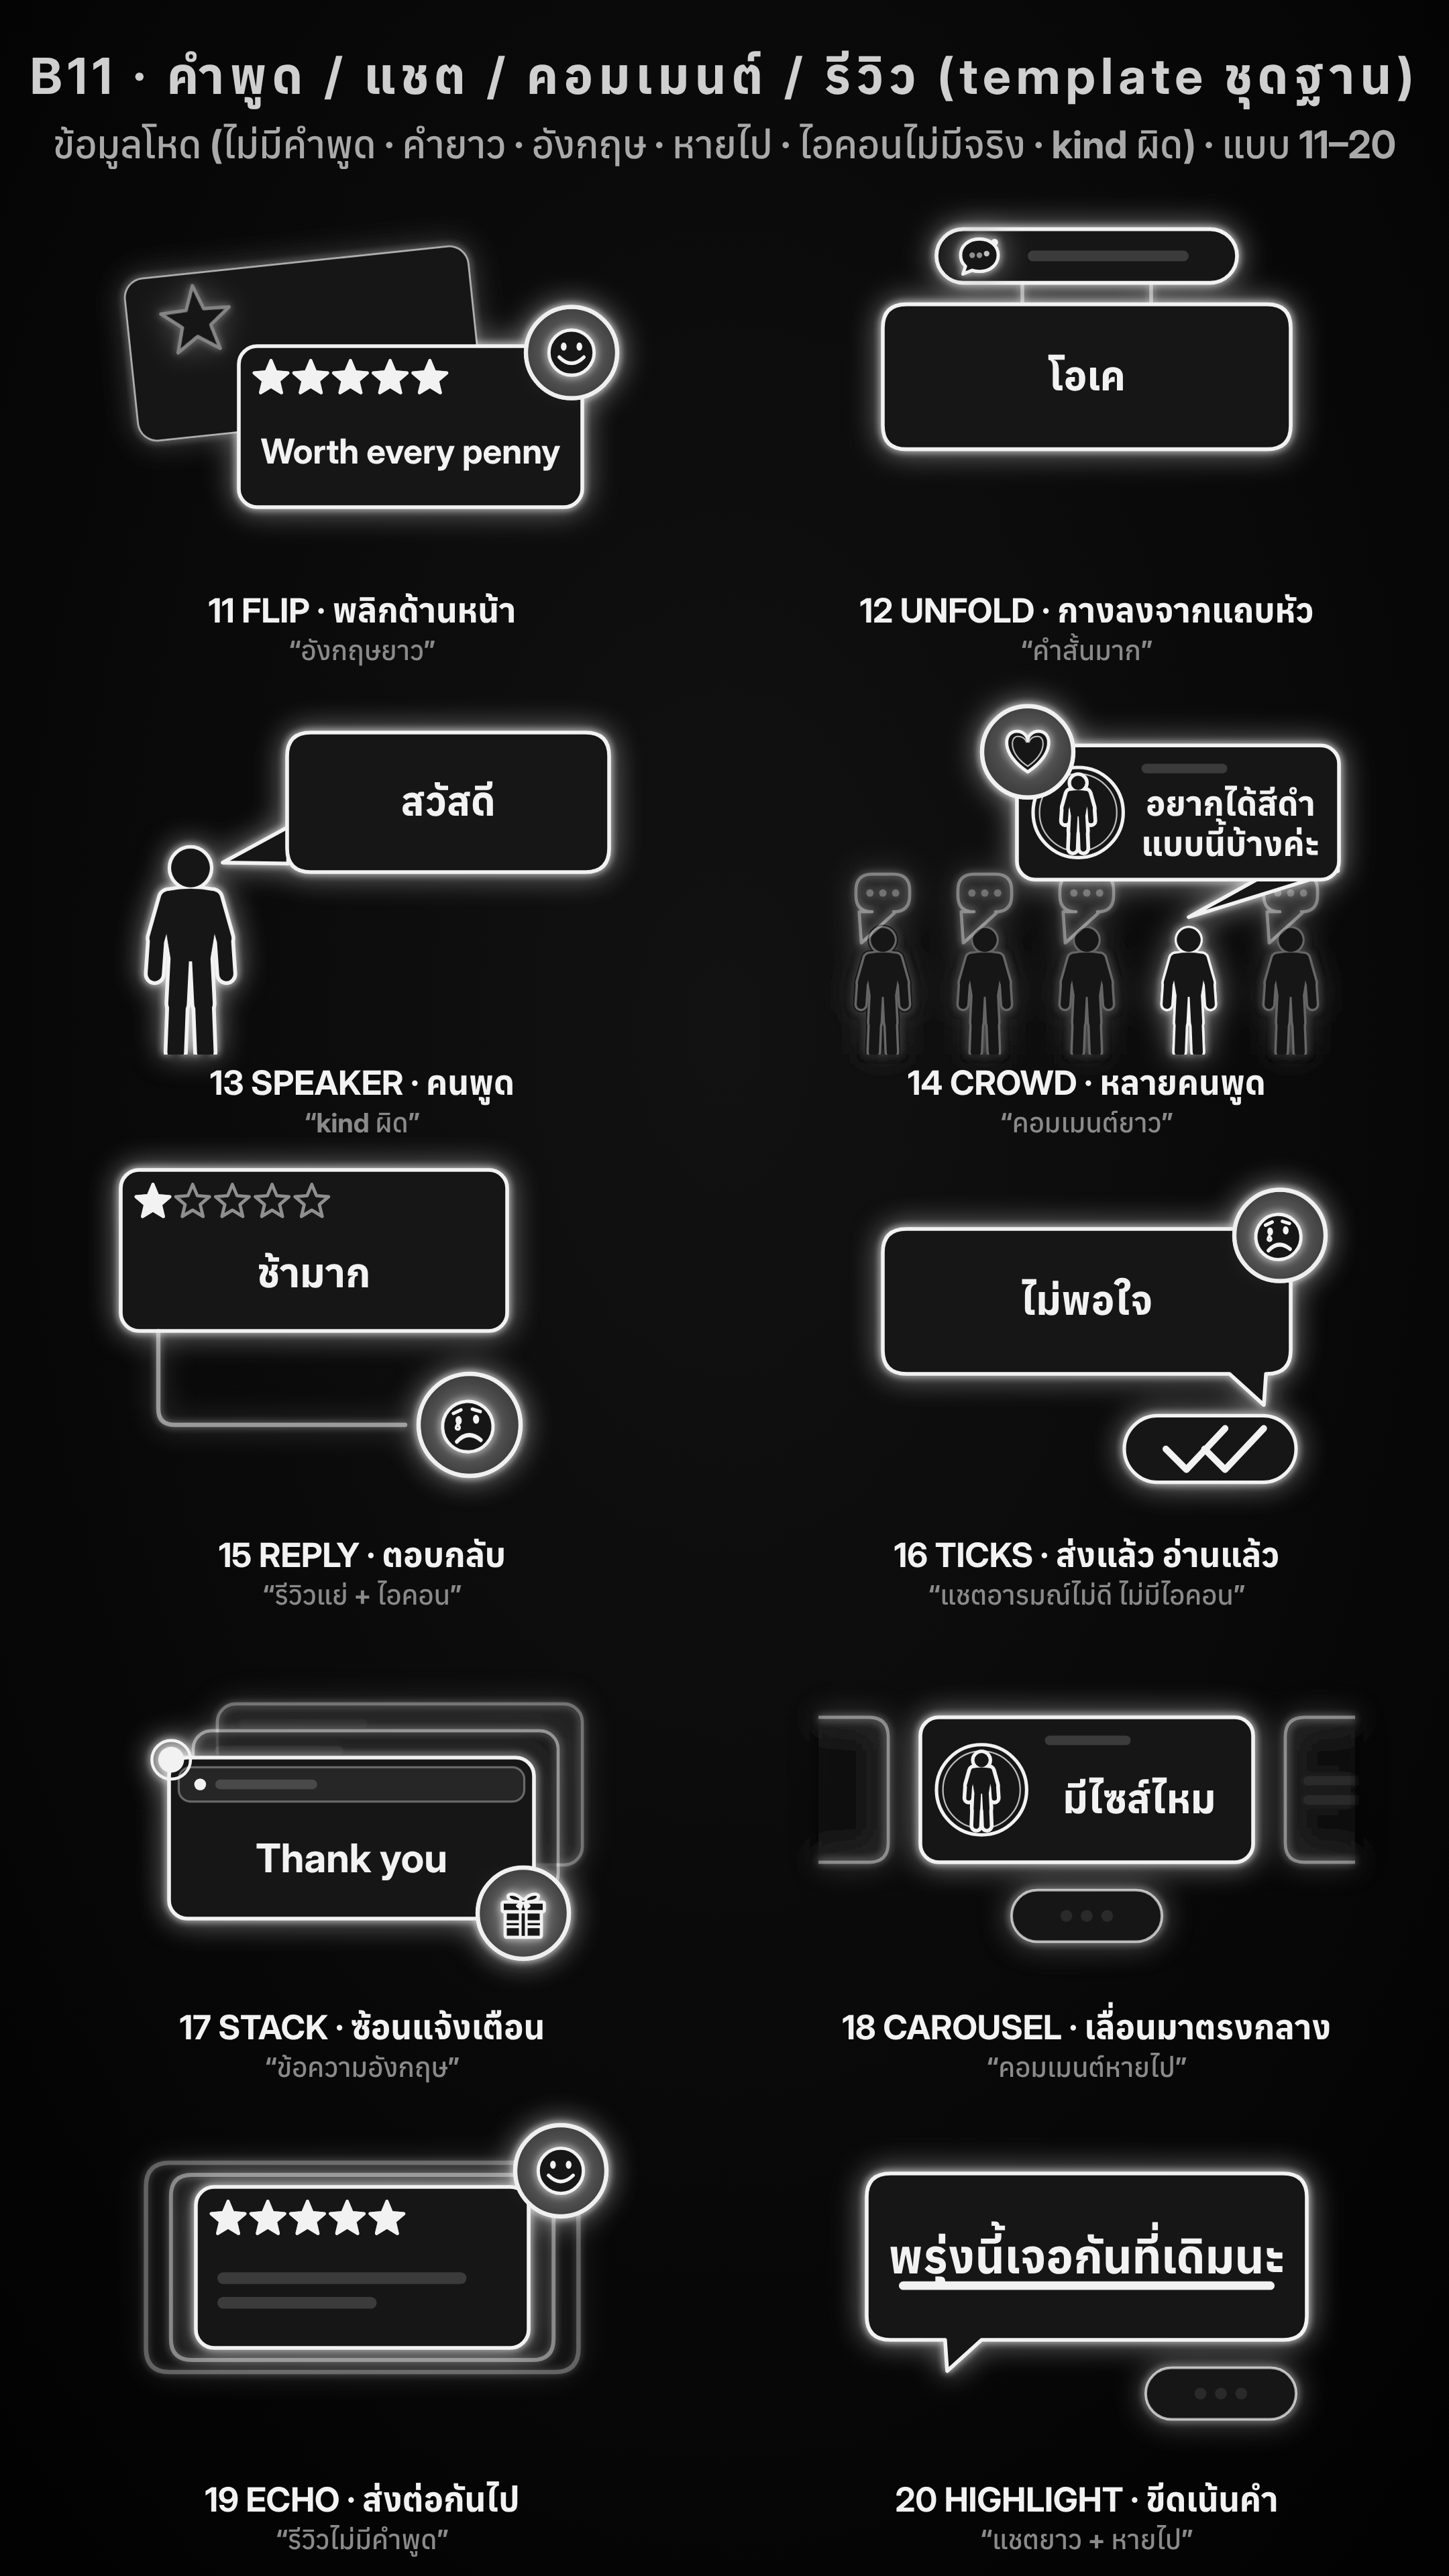 B11 · คำพูด / แชต / คอมเมนต์ / รีวิว (template ชุดฐาน)
ข้อมูลโหด (ไม่มีคำพูด · คำยาว · อังกฤษ · หายไป · ไอคอนไม่มีจริง · kind ผิด) · แบบ 11–20
Worth every penny
11 FLIP · พลิกด้านหน้า
“อังกฤษยาว”
โอเค
12 UNFOLD · กางลงจากแถบหัว
“คำสั้นมาก”
สวัสดี
13 SPEAKER · คนพูด
“kind ผิด”
อยากได้สีดำ
แบบนี้บ้างค่ะ
14 CROWD · หลายคนพูด
“คอมเมนต์ยาว”
ช้ามาก
15 REPLY · ตอบกลับ
“รีวิวแย่ + ไอคอน”
ไม่พอใจ
16 TICKS · ส่งแล้ว อ่านแล้ว
“แชตอารมณ์ไม่ดี ไม่มีไอคอน”
Thank you
17 STACK · ซ้อนแจ้งเตือน
“ข้อความอังกฤษ”
มีไซส์ไหม
18 CAROUSEL · เลื่อนมาตรงกลาง
“คอมเมนต์หายไป”
19 ECHO · ส่งต่อกันไป
“รีวิวไม่มีคำพูด”
พรุ่งนี้เจอกันที่เดิมนะ
20 HIGHLIGHT · ขีดเน้นคำ
“แชตยาว + หายไป”